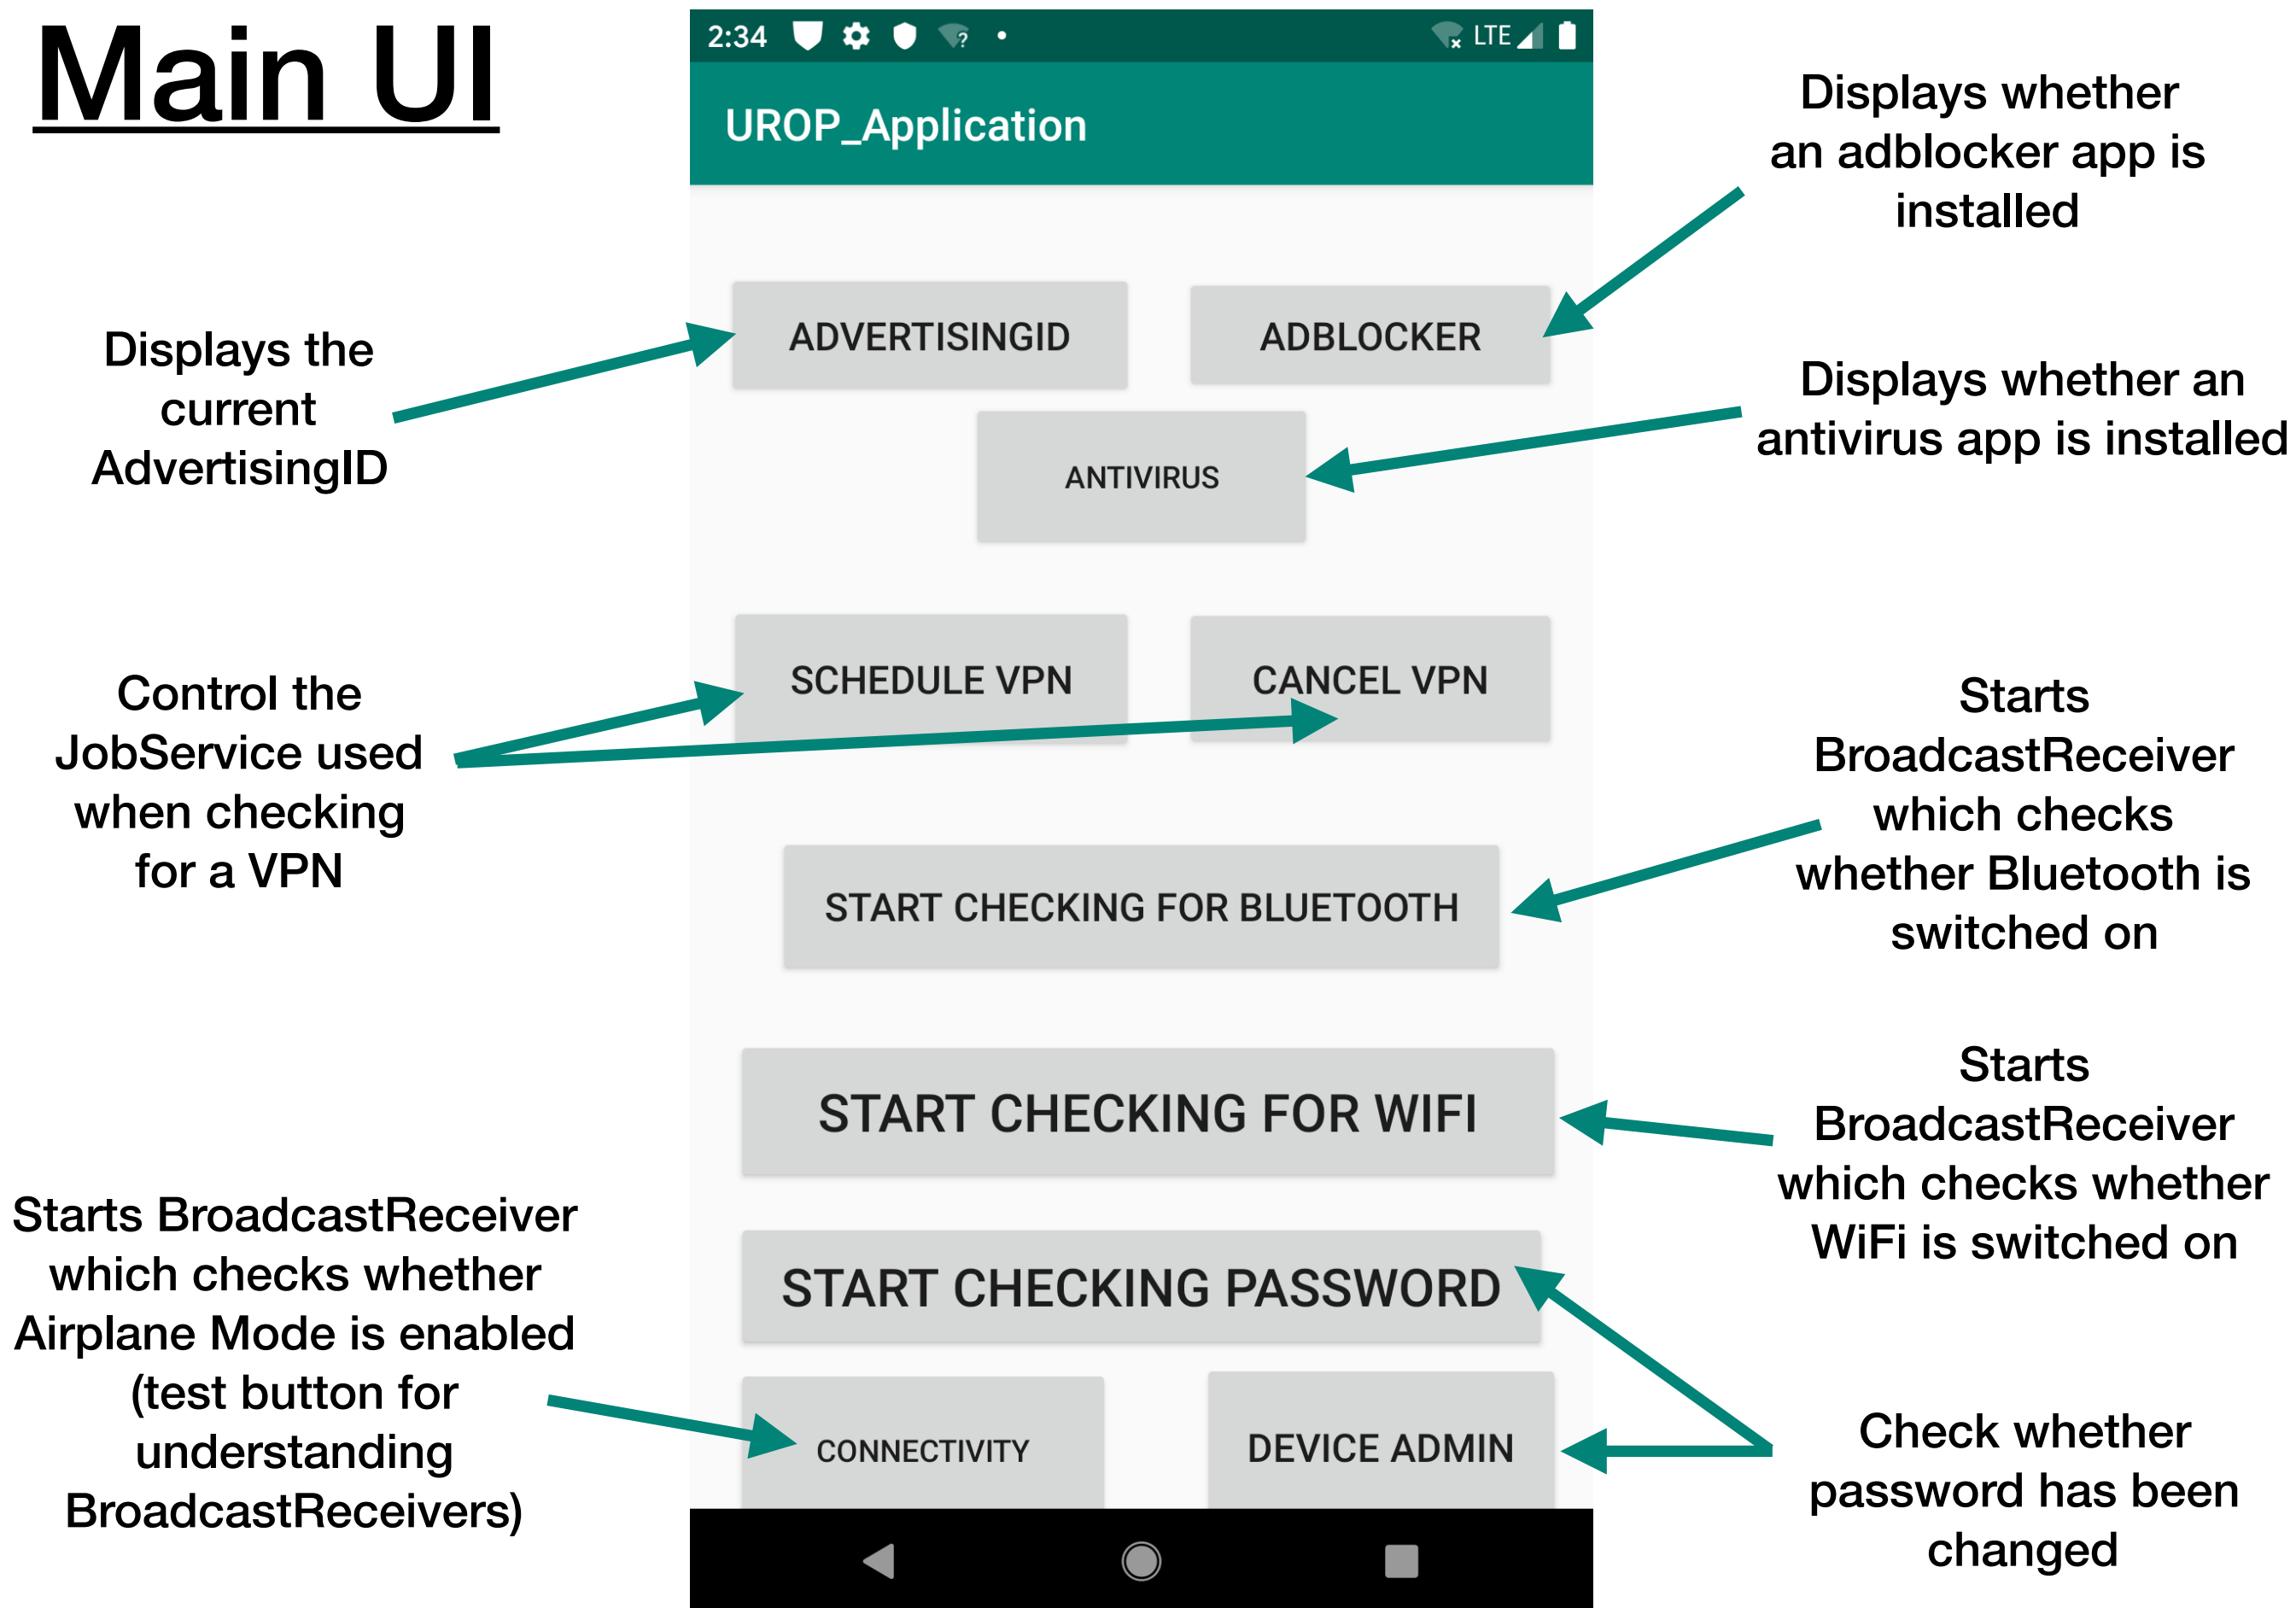 Main UI
2:34
?
LTE
UROP_Application
Displays whether
an adblocker app is
installed
ADVERTISINGID
ADBLOCKER
Displays the
current
AdvertisingID
Displays whether an
antivirus app is installed
ANTIVIRUS
SCHEDULE VPN
CANCEL VPN
Control the
JobService used
when checking
for a VPN
Starts
BroadcastReceiver
which checks
whether Bluetooth is
switched on
START CHECKING FOR BLUETOOTH
START CHECKING FOR WIFI
Starts
BroadcastReceiver
which checks whether
WiFi is switched on
START CHECKING PASSWORD
Starts BroadcastReceiver
which checks whether
Airplane Mode is enabled
(test button for
understanding
BroadcastReceivers)
CONNECTIVITY
DEVICE ADMIN
Check whether
password has been
changed